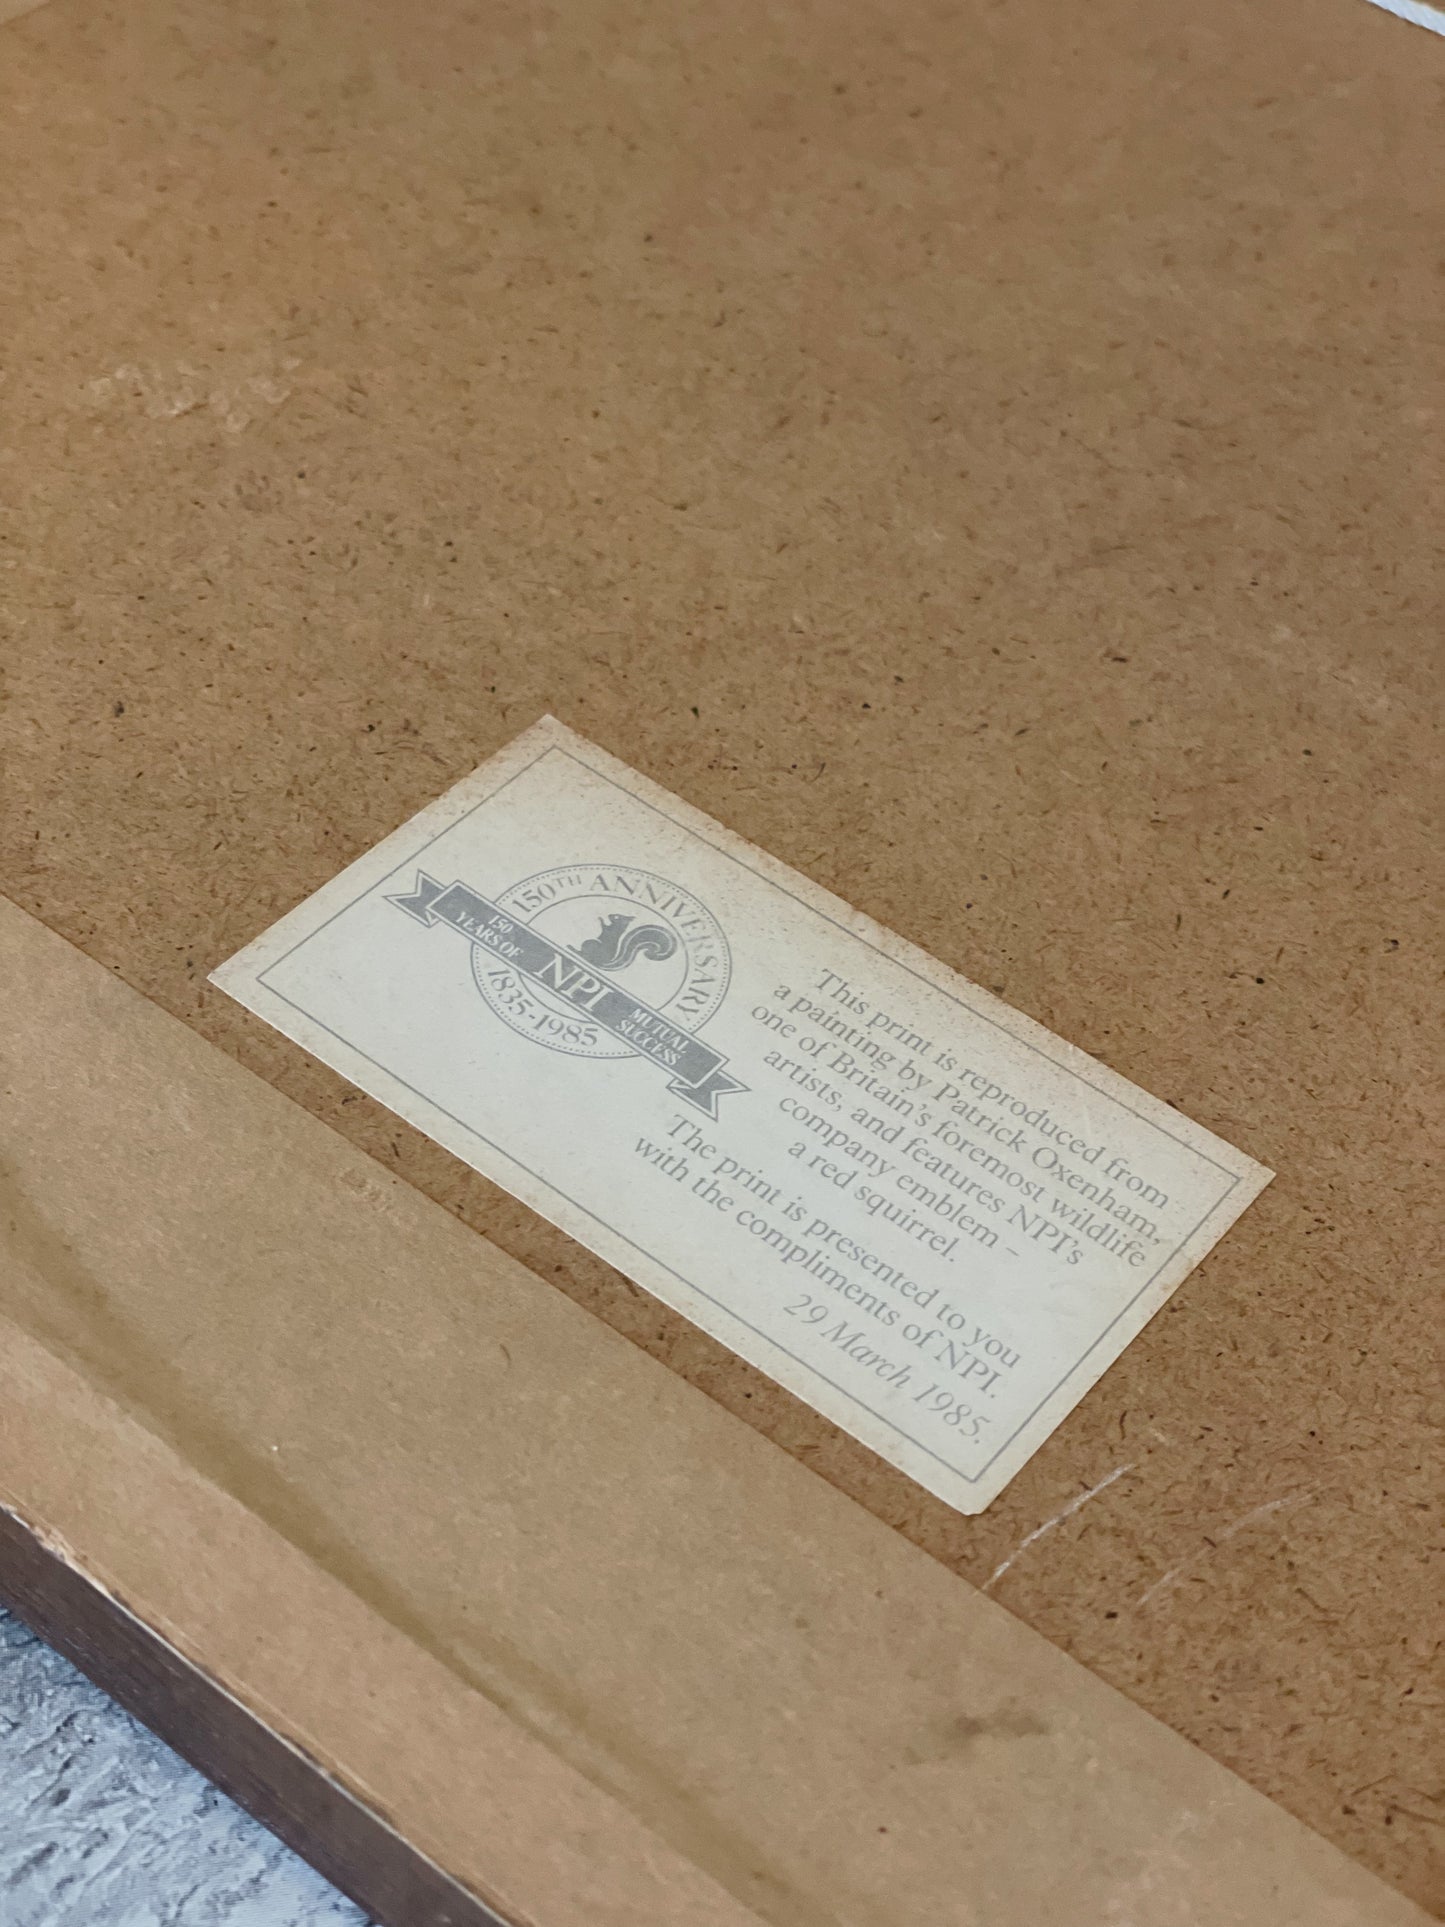 150TH ANNIVERSARY
150
YEARS OF
NPI
MUTUAL
SUCCESS
1835-1985
This print is reproduced from
a painting by Patrick Oxenham,
one of Britain's foremost wildlife
artists, and features NPI's
company emblem –
a red squirrel.
The print is presented to you
with the compliments of NPI.
29 March 1985.